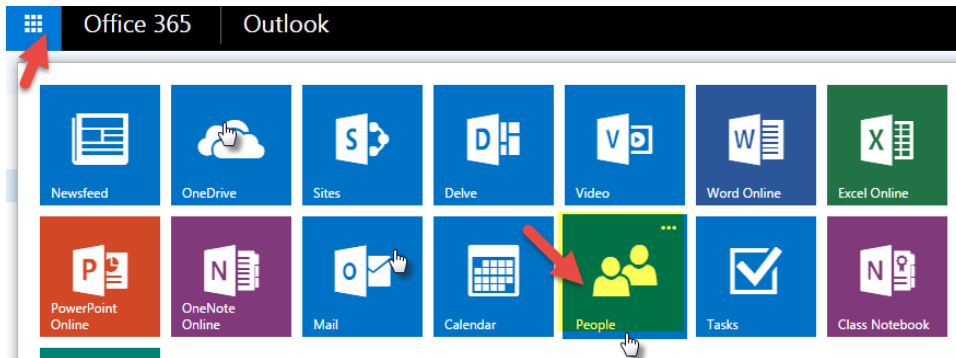 Office 365 Outlook
Newsfeed OneDrive Sites Delve Video Word Online Excel Online
S D V W X
P N O N
PowerPoint
Online
OneNote
Online
Mail Calendar People Tasks Class Notebook